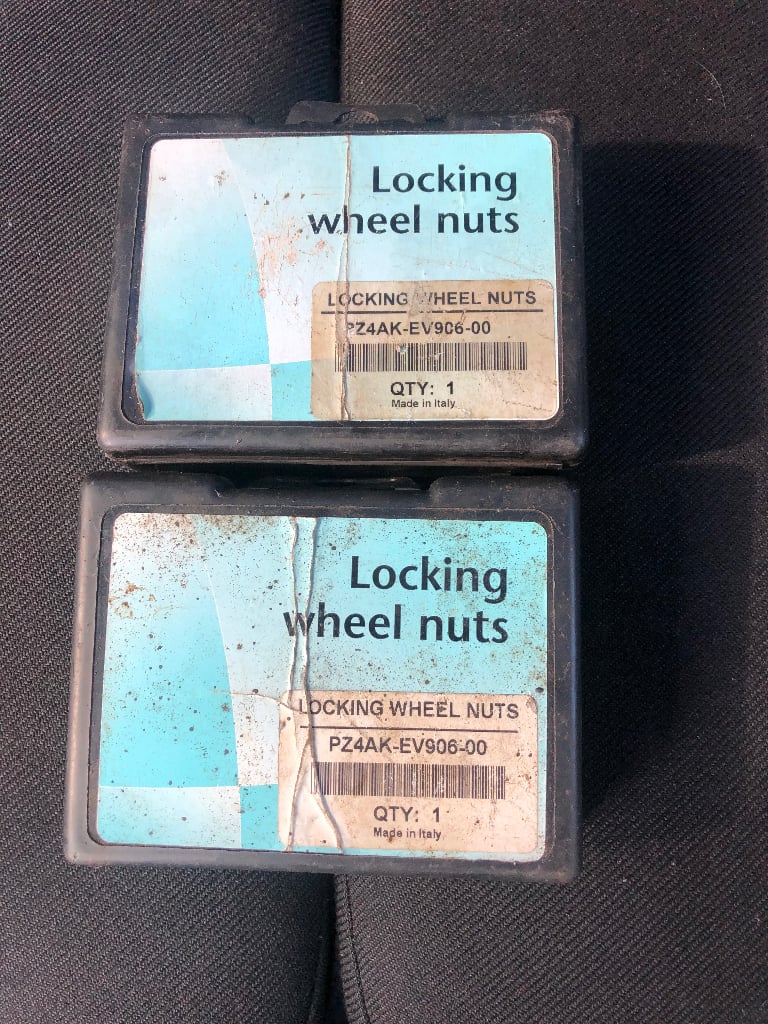 Locking
wheel nuts
LOCKING WHEEL NUTS
PZ4AK-EV906-00
QTY: 1
Made in Italy
Locking
wheel nuts
LOCKING WHEEL NUTS
PZ4AK-EV906-00
QTY: 1
Made in Italy